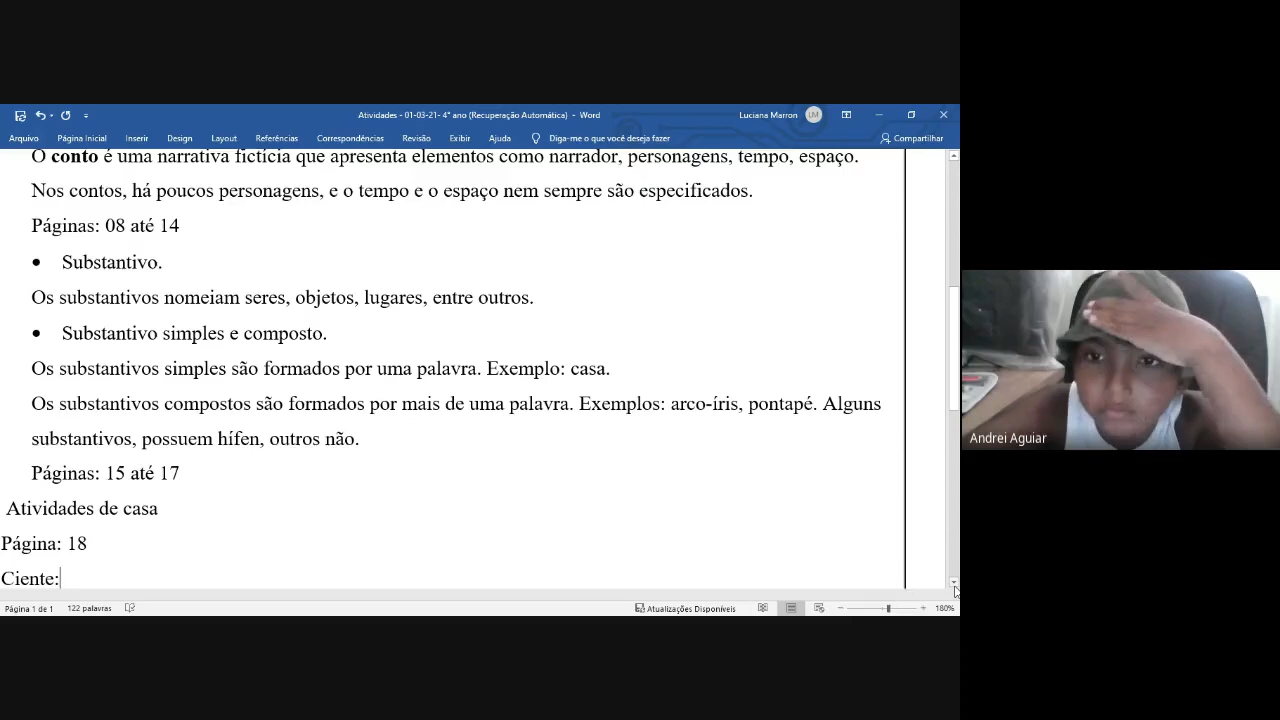 Atividades - 01-03-21- 4° ano (Recuperação Automática) - Word
Luciana Marron
LM
Arquivo Página Inicial Inserir Design Layout Referências Correspondências Revisão Exibir Ajuda Diga-me o que você deseja fazer Compartilhar
O conto é uma narrativa fictícia que apresenta elementos como narrador, personagens, tempo, espaço.
Nos contos, há poucos personagens, e o tempo e o espaço nem sempre são especificados.
Páginas: 08 até 14
• Substantivo.
Os substantivos nomeiam seres, objetos, lugares, entre outros.
• Substantivo simples e composto.
Os substantivos simples são formados por uma palavra. Exemplo: casa.
Os substantivos compostos são formados por mais de uma palavra. Exemplos: arco-íris, pontapé. Alguns
substantivos, possuem hífen, outros não.
Páginas: 15 até 17
Atividades de casa
Página: 18
Ciente:
Página 1 de 1 122 palavras Atualizações Disponíveis 180%
Andrei Aguiar